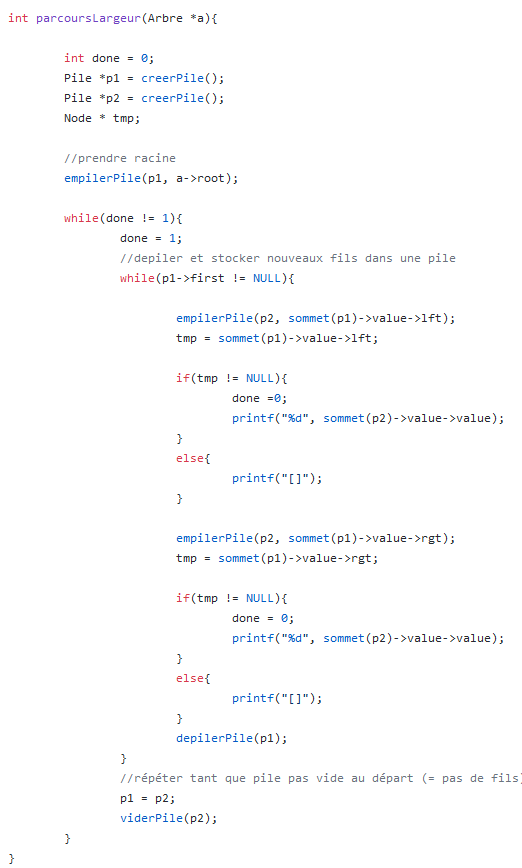 int parcoursLargeur(Arbre *a){
int done = 0;
Pile *p1 = creerPile();
Pile *p2 = creerPile();
Node * tmp;
//prendre racine
empilerPile(p1, a->root);
while(done != 1){
done = 1;
//depiler et stocker nouveaux fils dans une pile
while(p1->first != NULL){
empilerPile(p2, sommet(p1)->value->lft);
tmp = sommet(p1)->value->lft;
if(tmp != NULL){
done =0;
printf("%d", sommet(p2)->value->value);
}
else{
printf("[]");
}
empilerPile(p2, sommet(p1)->value->rgt);
tmp = sommet(p1)->value->rgt;
if(tmp != NULL){
done = 0;
printf("%d", sommet(p2)->value->value);
}
else{
printf("[]");
}
depilerPile(p1);
}
//répéter tant que pile pas vide au départ (= pas de fils)
p1 = p2;
viderPile(p2);
}
}